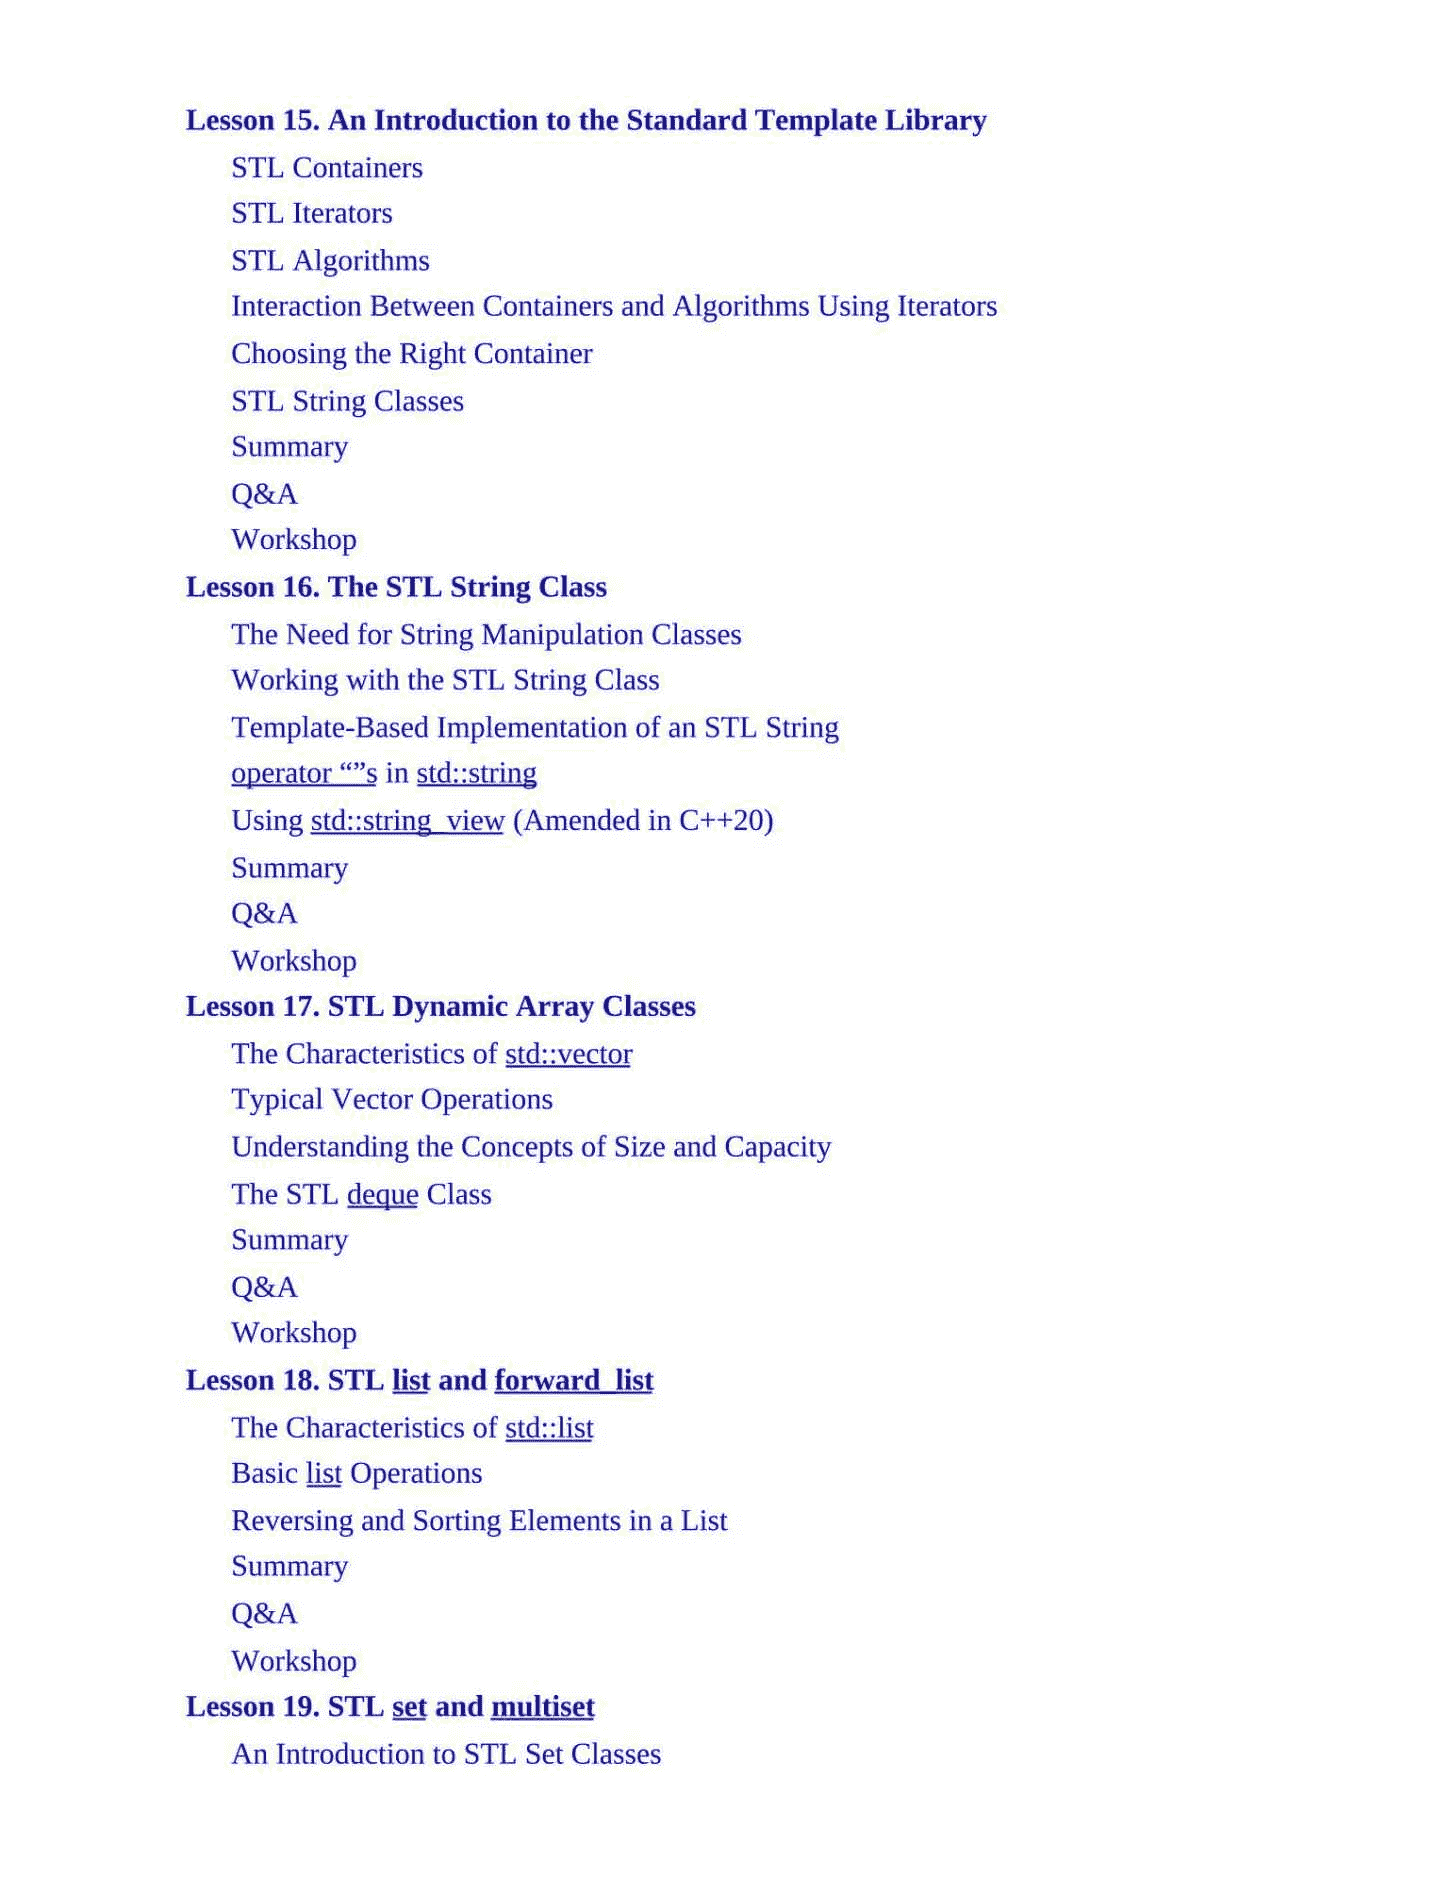 Lesson 15. An Introduction to the Standard Template Library
STL Containers
STL Iterators
STL Algorithms
Interaction Between Containers and Algorithms Using Iterators
Choosing the Right Container
STL String Classes
Summary
Q&A
Workshop
Lesson 16. The STL String Class
The Need for String Manipulation Classes
Working with the STL String Class
Template-Based Implementation of an STL String
operator “”s in std::string
Using std::string_view (Amended in C++20)
Summary
Q&A
Workshop
Lesson 17. STL Dynamic Array Classes
The Characteristics of std::vector
Typical Vector Operations
Understanding the Concepts of Size and Capacity
The STL deque Class
Summary
Q&A
Workshop
Lesson 18. STL list and forward_list
The Characteristics of std::list
Basic list Operations
Reversing and Sorting Elements in a List
Summary
Q&A
Workshop
Lesson 19. STL set and multiset
An Introduction to STL Set Classes